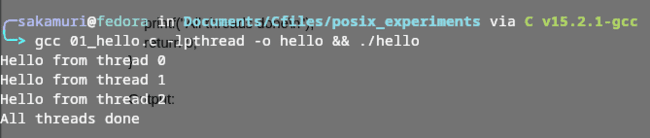 sakamuri@fedora in Documents/Cfiles/posix_experiments via C v15.2.1-gcc
> gcc 01_hello.c -lpthread -o hello && ./hello
Hello from thread 0
Hello from thread 1
Hello from thread 2
Output:
All threads done